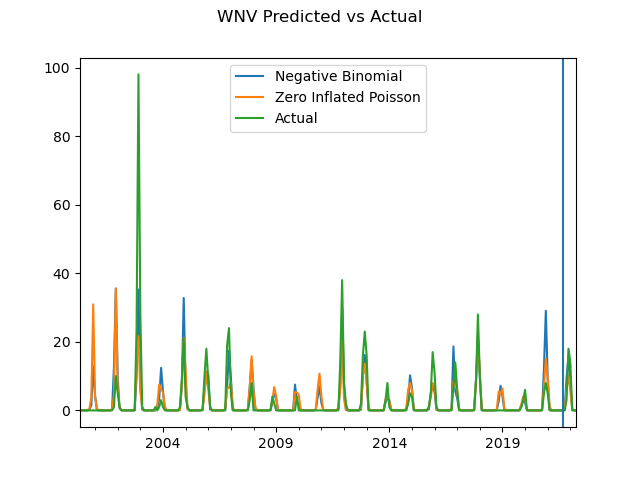 WNV Predicted vs Actual
Negative Binomial
Zero Inflated Poisson
Actual
100
80
60
40
20
0
2004
2009
2014
2019